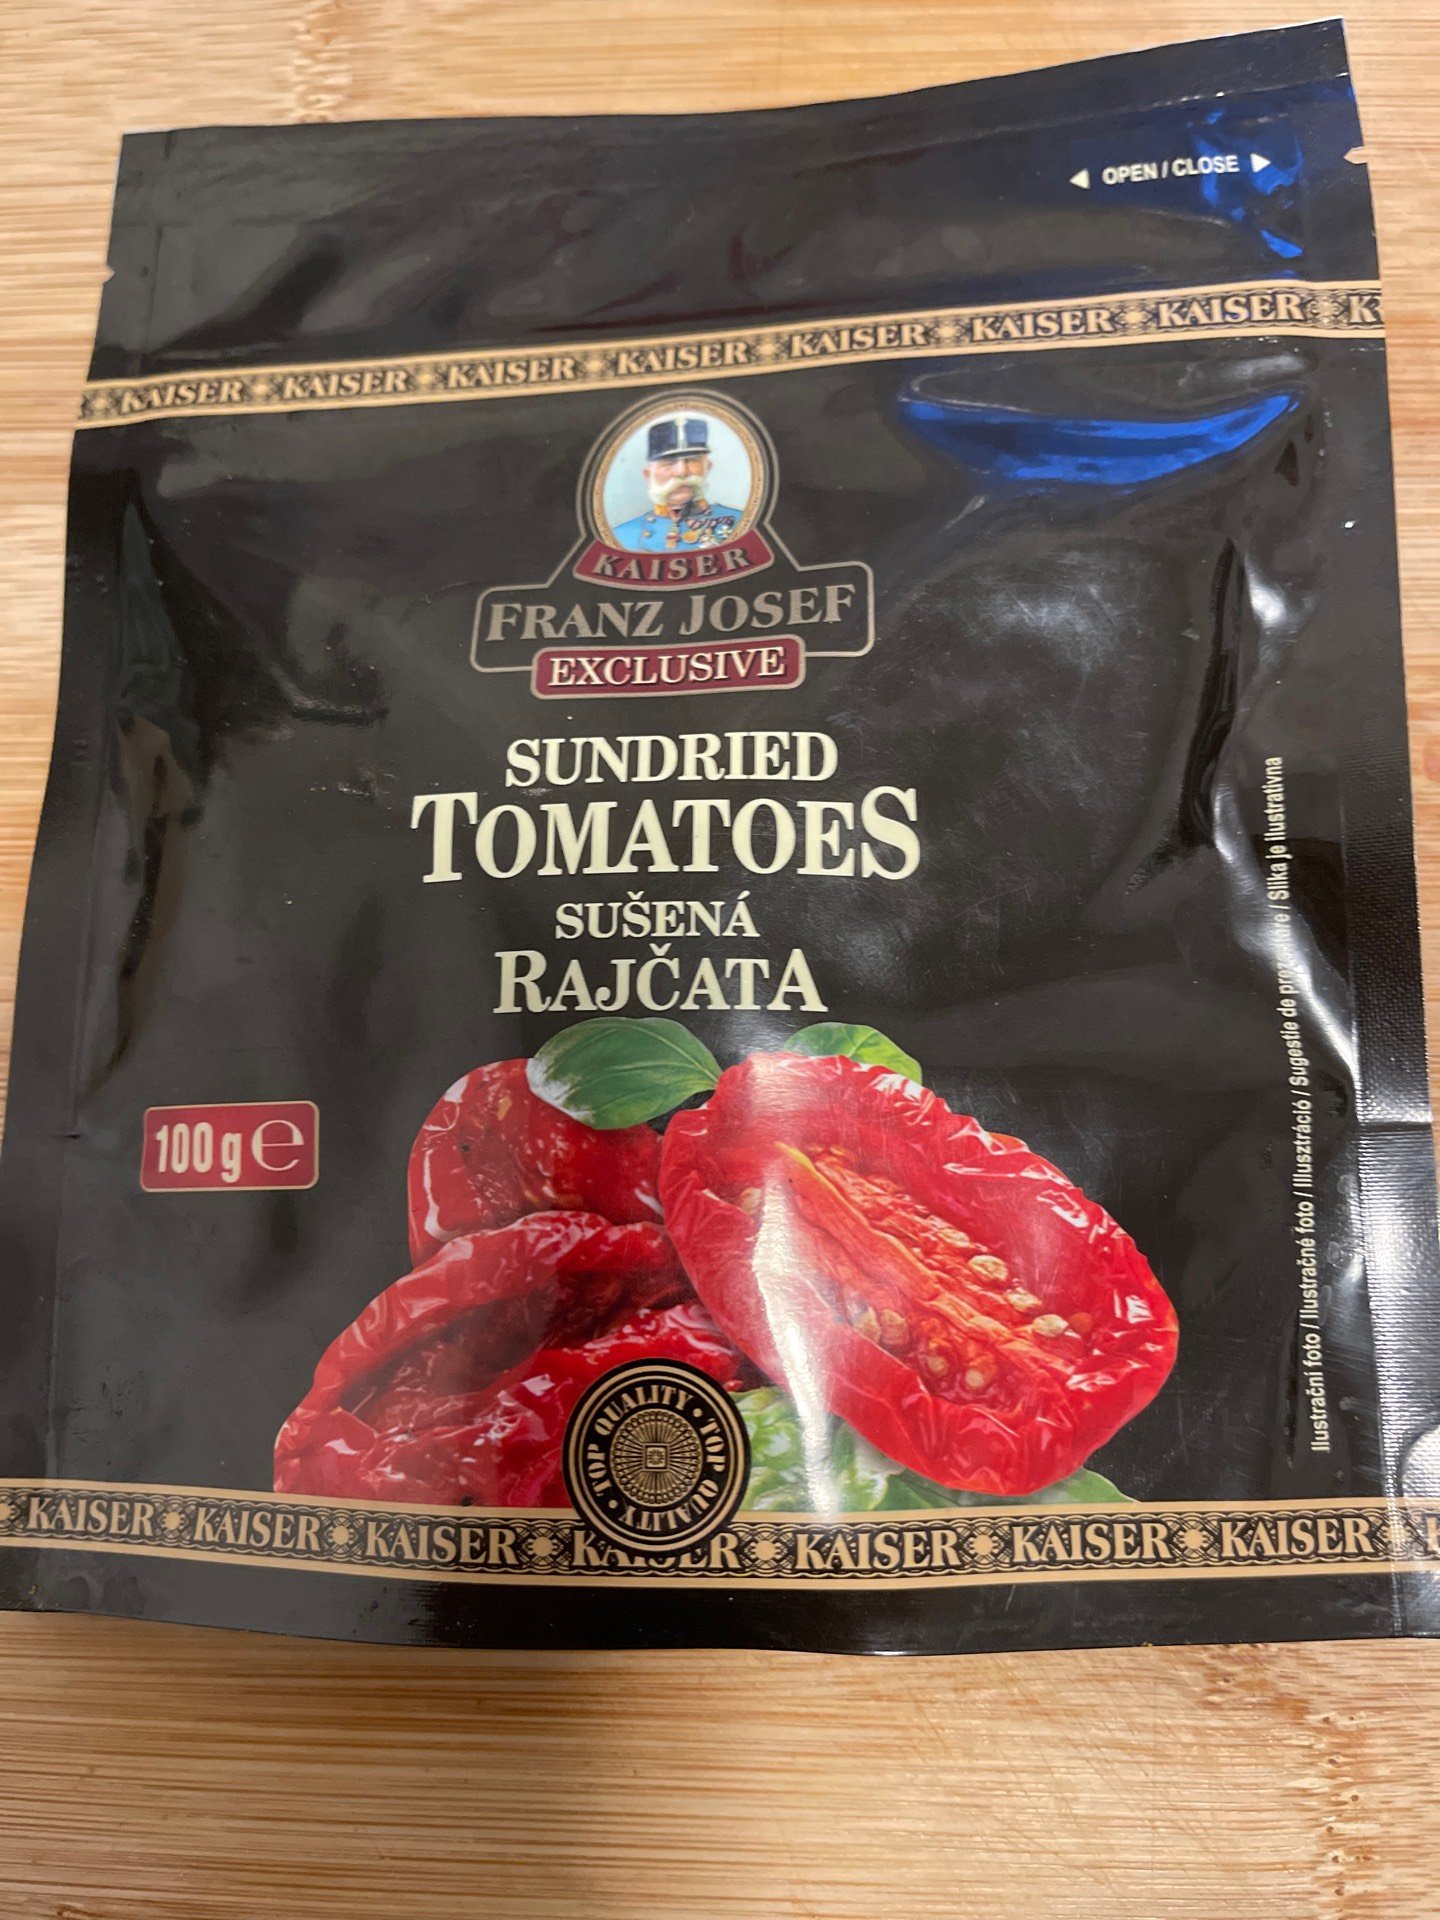 ◄ OPEN / CLOSE ►
KAISER KAISER KAISER KAISER KAISER KAISER KAISER K
KAISER
FRANZ JOSEF
EXCLUSIVE
SUNDRIED
TOMATOES
SUŠENÁ
RAJČATA
100 g e
Ilustrační foto / Ilustračné foto / Illusztráció / Sugestie de prezentare / Slika je ilustrativna
TOP QUALITY • TOP QUALITY •
KAISER KAISER KAISER KAISER KAISER KAISER KAISER K